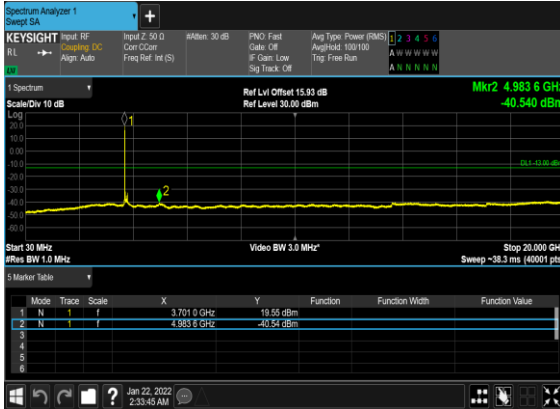 Spectrum Analyzer 1
Swept SA
+
KEYSIGHT Input: RF Input Z: 50 Ω #Atten: 30 dB PNO: Fast Avg Type: Power (RMS) 1 2 3 4 5 6
RL Coupling: DC Corr CCorr Gate: Off Avg|Hold: 100/100 A W W W W W
Align: Auto Freq Ref: Int (S) IF Gain: Low Trig: Free Run
Sig Track: Off A N N N N N
1 Spectrum Ref Lvl Offset 15.93 dB Mkr2 4.983 6 GHz
Scale/Div 10 dB Ref Level 30.00 dBm -40.540 dBm
Log
20.0
10.0
0.00
-10.0
DL1 -13.00 dBm
-20.0
-30.0
-40.0
-50.0
-60.0
1
2
Start 30 MHz Video BW 3.0 MHz* Stop 20.000 GH
#Res BW 1.0 MHz Sweep ~38.3 ms (40001 pts
5 Marker Table
Mode Trace Scale X Y Function Function Width Function Value
1 N 1 f 3.701 0 GHz 19.55 dBm
2 N 1 f 4.983 6 GHz -40.54 dBm
3
4
5
6
? Jan 22, 2022
2:33:45 AM